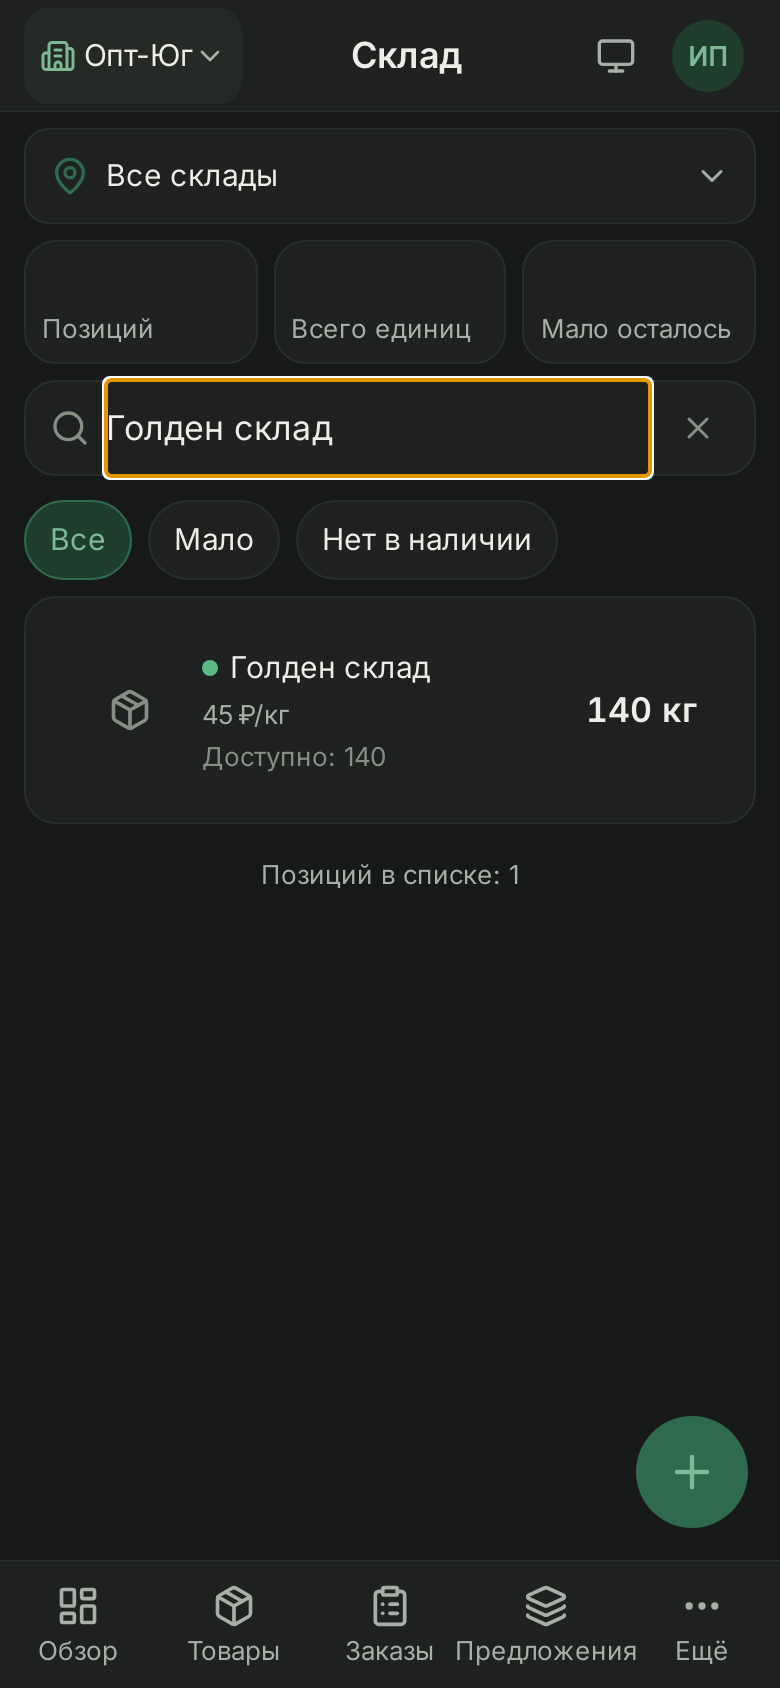 Опт-Юг
Склад
ИП
Все склады
Позиций
Всего единиц
Мало осталось
Голден склад
Все
Мало
Нет в наличии
Голден склад
45 ₽/кг
Доступно: 140
140 кг
Позиций в списке: 1
Обзор
Товары
Заказы
Предложения
Ещё